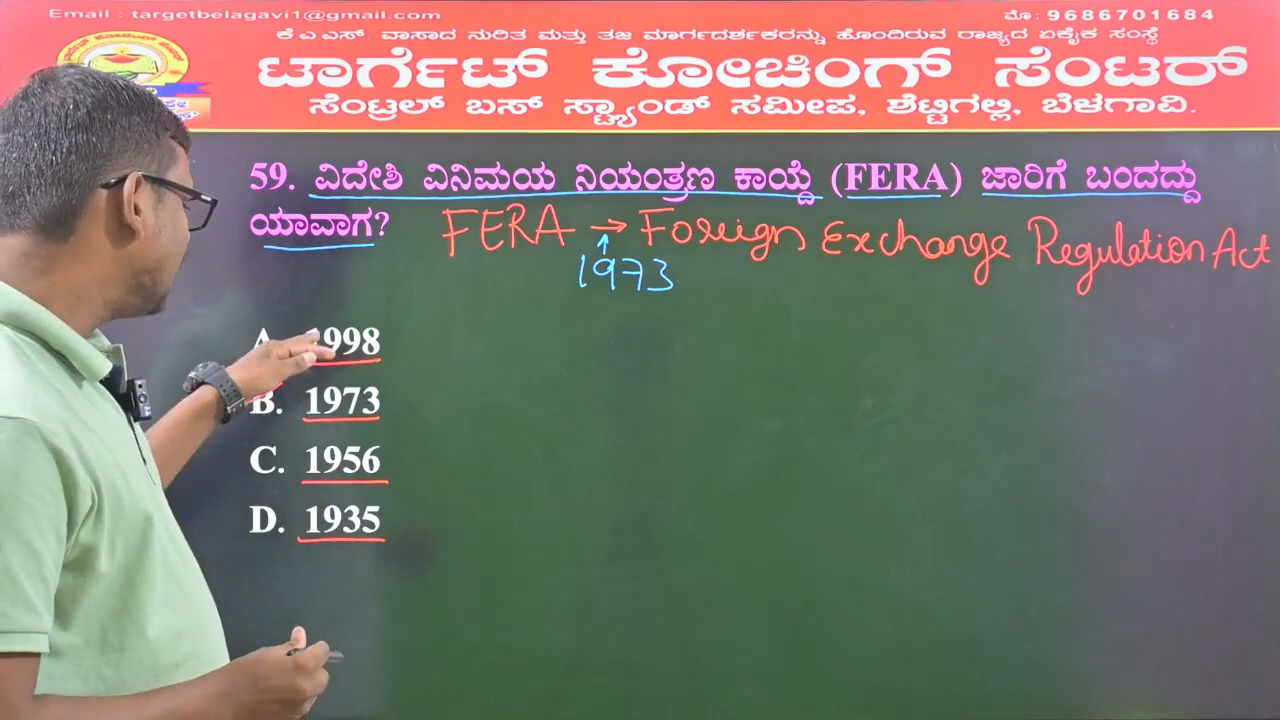 Email : targetbelagavi1@gmail.com ಮೊ: 9686701684
ಕೆ ಎ ಎಸ್ ವಾಸಾದ ನುರಿತ ಮತ್ತು ತಜ್ಞ ಮಾರ್ಗದರ್ಶಕರನ್ನು ಹೊಂದಿರುವ ರಾಜ್ಯದ ಏಕೈಕ ಸಂಸ್ಥೆ
ಟಾರ್ಗೆಟ್ ಕೋಚಿಂಗ್ ಸೆಂಟರ್
ಸೆಂಟ್ರಲ್ ಬಸ್ ಸ್ಟ್ಯಾಂಡ್ ಸಮೀಪ, ಶೆಟ್ಟಿಗಲ್ಲಿ, ಬೆಳಗಾವಿ.
59. ವಿದೇಶಿ ವಿನಿಮಯ ನಿಯಂತ್ರಣ ಕಾಯ್ದೆ (FERA) ಜಾರಿಗೆ ಬಂದದ್ದು
ಯಾವಾಗ?
FERA → Foreign Exchange Regulation Act
1973
A. 1998
B. 1973
C. 1956
D. 1935